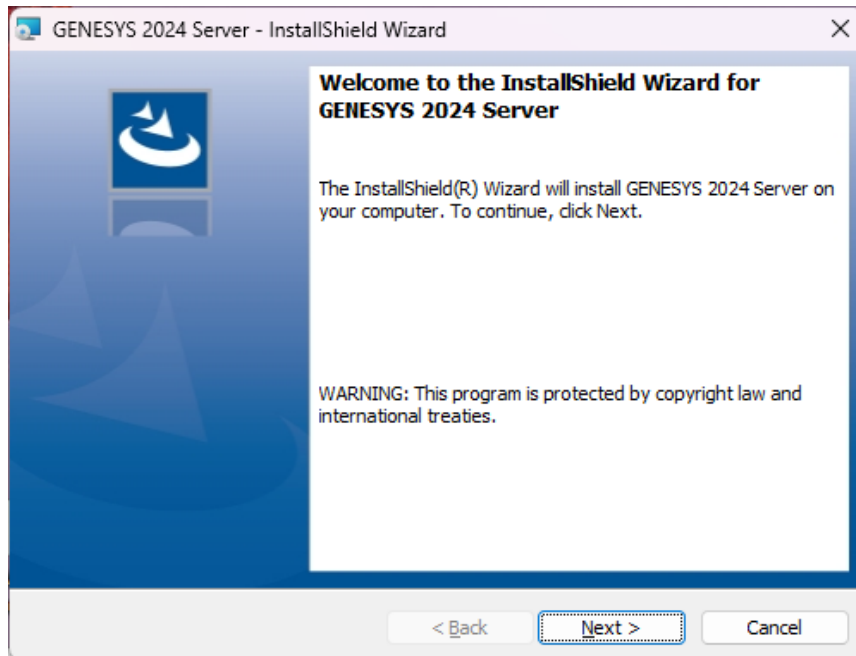 GENESYS 2024 Server - InstallShield Wizard
Welcome to the InstallShield Wizard for
GENESYS 2024 Server
The InstallShield(R) Wizard will install GENESYS 2024 Server on
your computer. To continue, click Next.
WARNING: This program is protected by copyright law and
international treaties.
< Back Next > Cancel